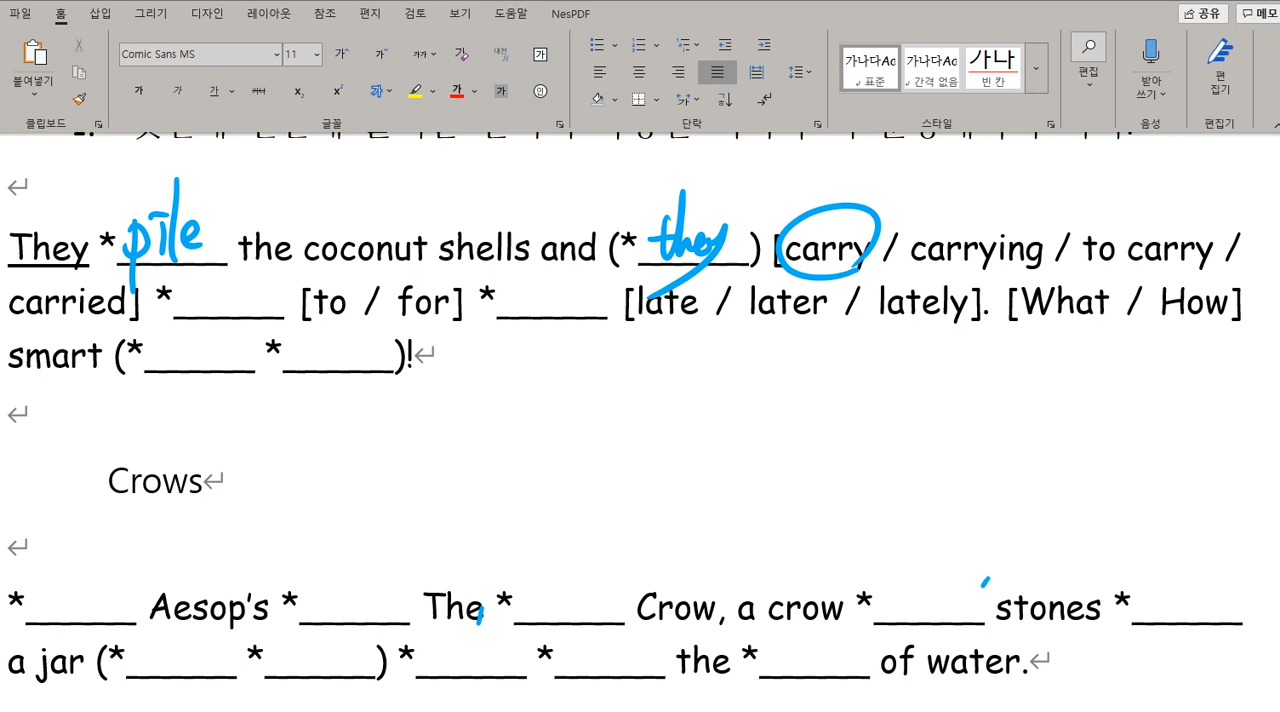 파일 홈 삽입 그리기 디자인 레이아웃 참조 편지 검토 보기 도움말 NesPDF 공유 메모
붙여넣기 Comic Sans MS 11 가나다 가나다 가나 편집 받아쓰기 편집기
↲ 표준 ↲ 간격 없음 빈 칸
클립보드 글꼴 단락 스타일 음성 편집기
They *pile______ the coconut shells and (*they______) [carry / carrying / to carry /
carried] *______ [to / for] *______ [late / later / lately]. [What / How]
smart (*______ *______)!
Crows
*______ Aesop's *______ The *______ Crow, a crow *______ stones *______
a jar (*______ *______) *______ *______ the *______ of water.